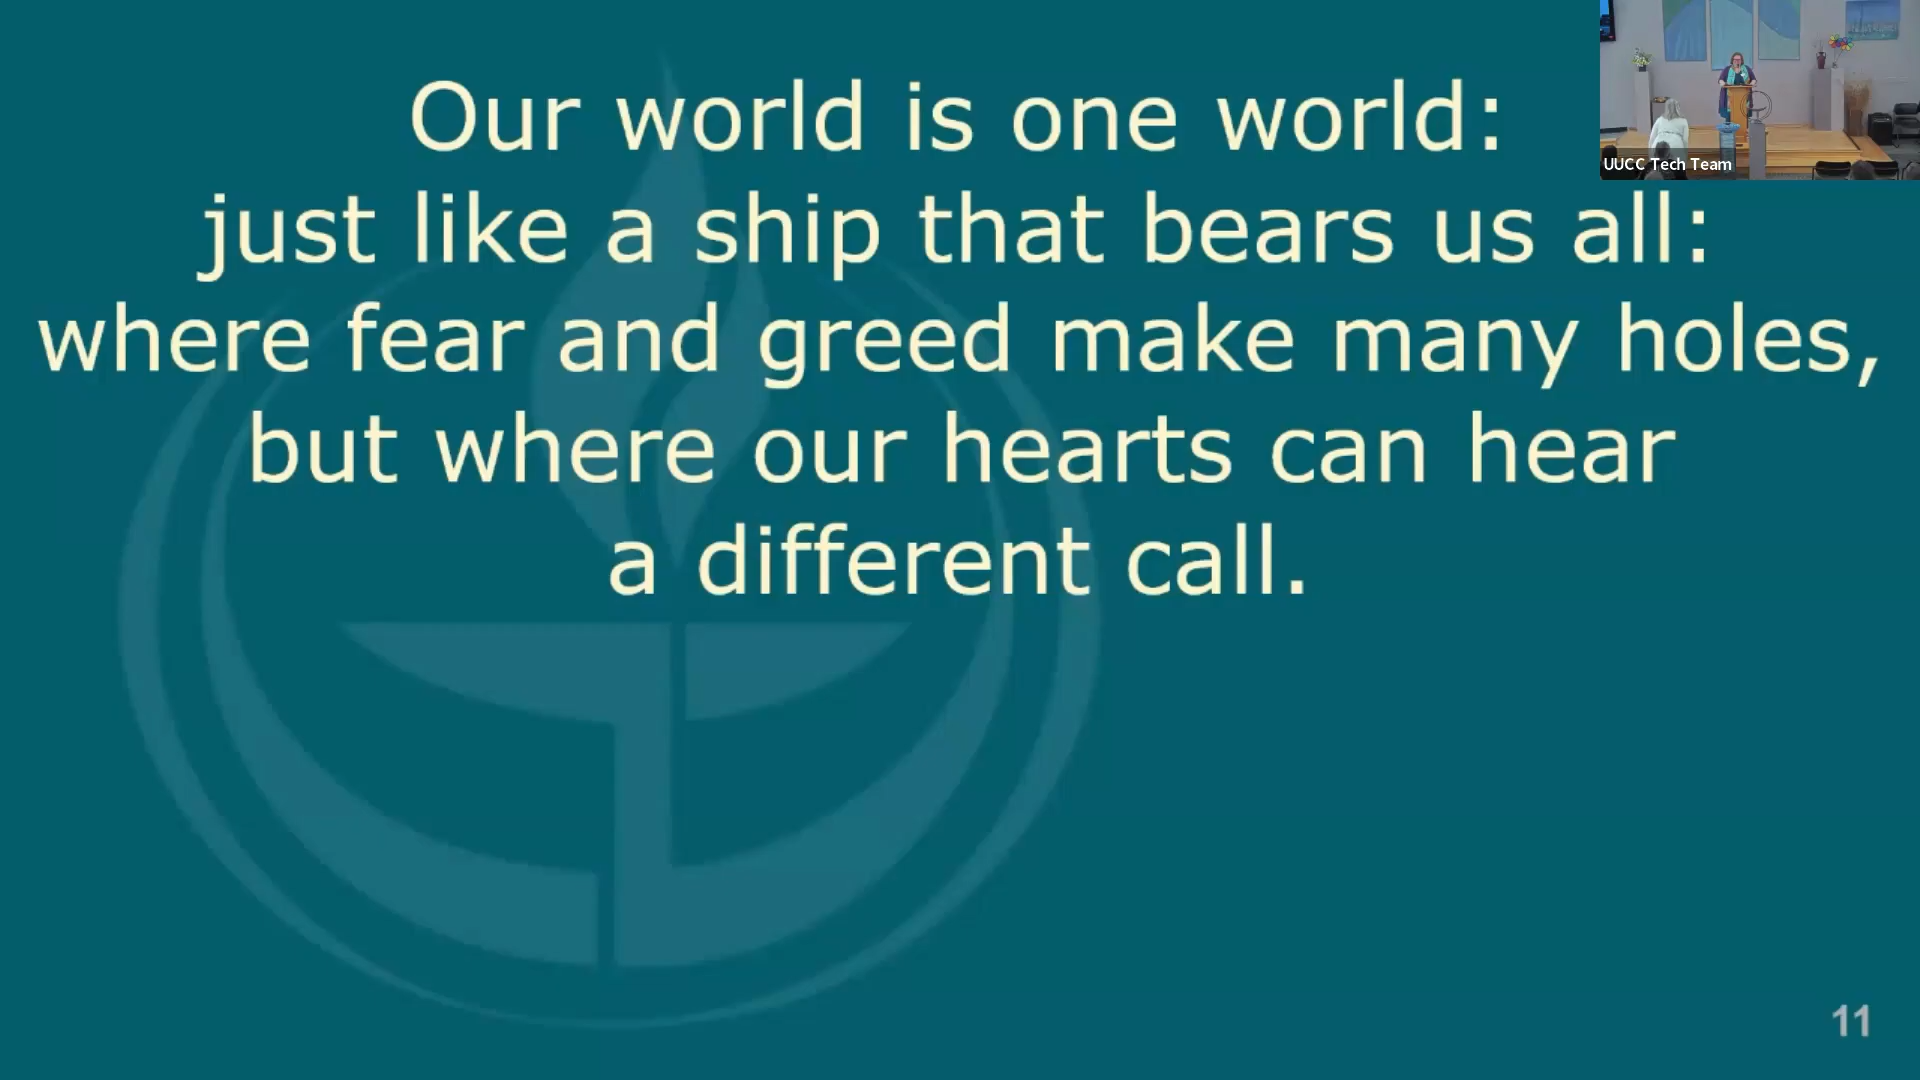 Our world is one world:
just like a ship that bears us all:
where fear and greed make many holes,
but where our hearts can hear
a different call.
UUCC Tech Team
11